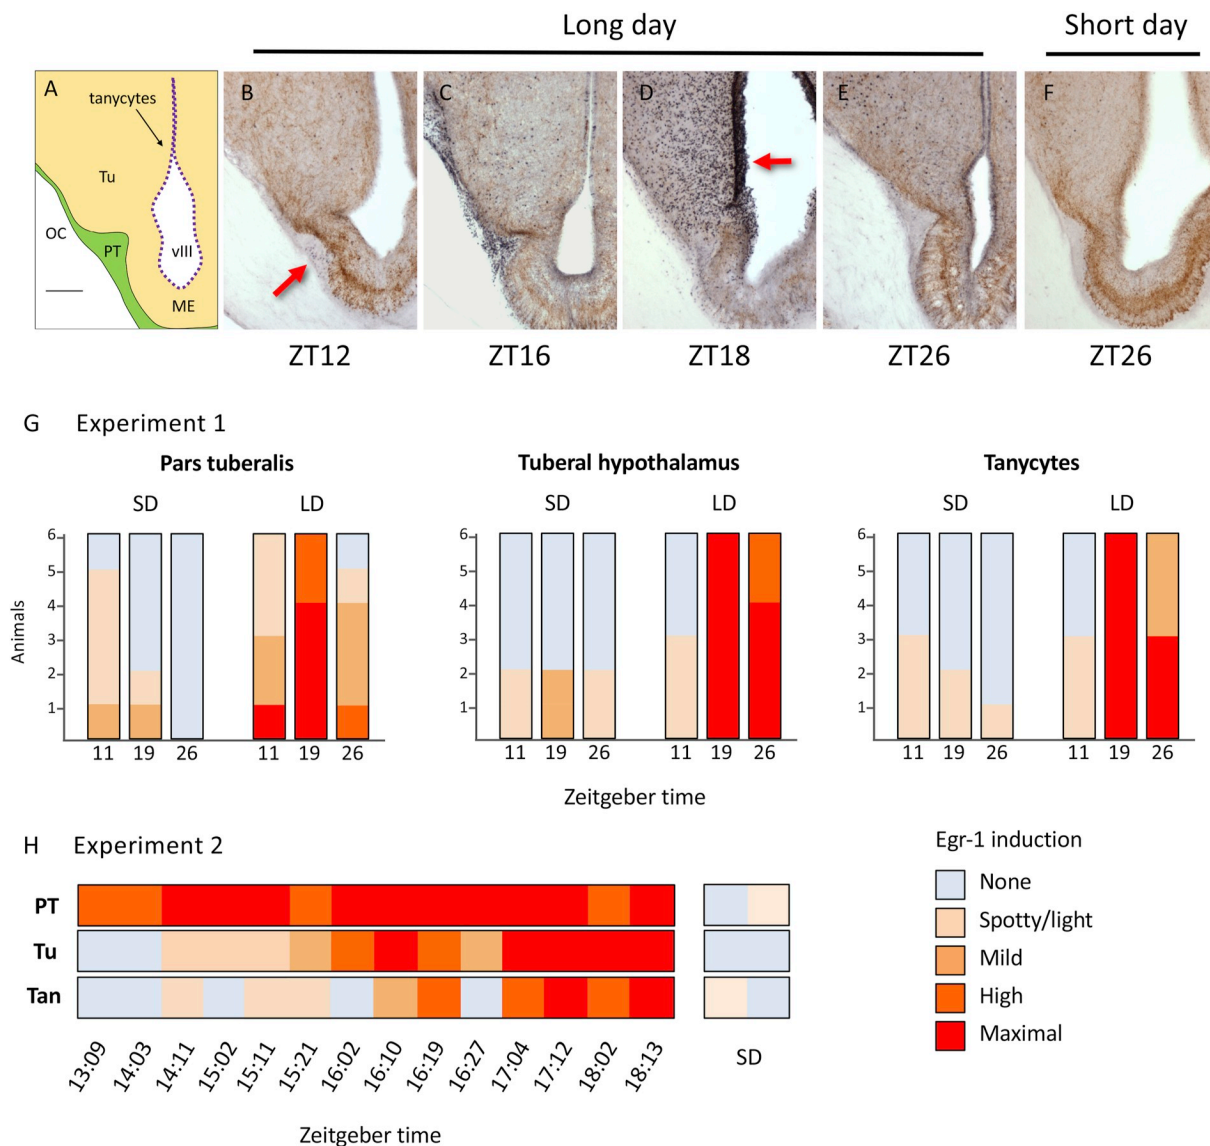 Long day Short day
A B C D E F
tanycytes
Tu
OC
PT
vIII
ME
ZT12 ZT16 ZT18 ZT26 ZT26
G Experiment 1
Pars tuberalis Tuberal hypothalamus Tanycytes
SD LD SD LD SD LD
Animals
6 6 6
5 5 5
4 4 4
3 3 3
2 2 2
1 1 1
11 19 26 11 19 26 11 19 26 11 19 26 11 19 26 11 19 26
Zeitgeber time
H Experiment 2
PT
Tu
Tan
13:09 14:03 14:11 15:02 15:11 15:21 16:02 16:10 16:19 16:27 17:04 17:12 18:02 18:13
SD
Zeitgeber time
Egr-1 induction
None
Spotty/light
Mild
High
Maximal